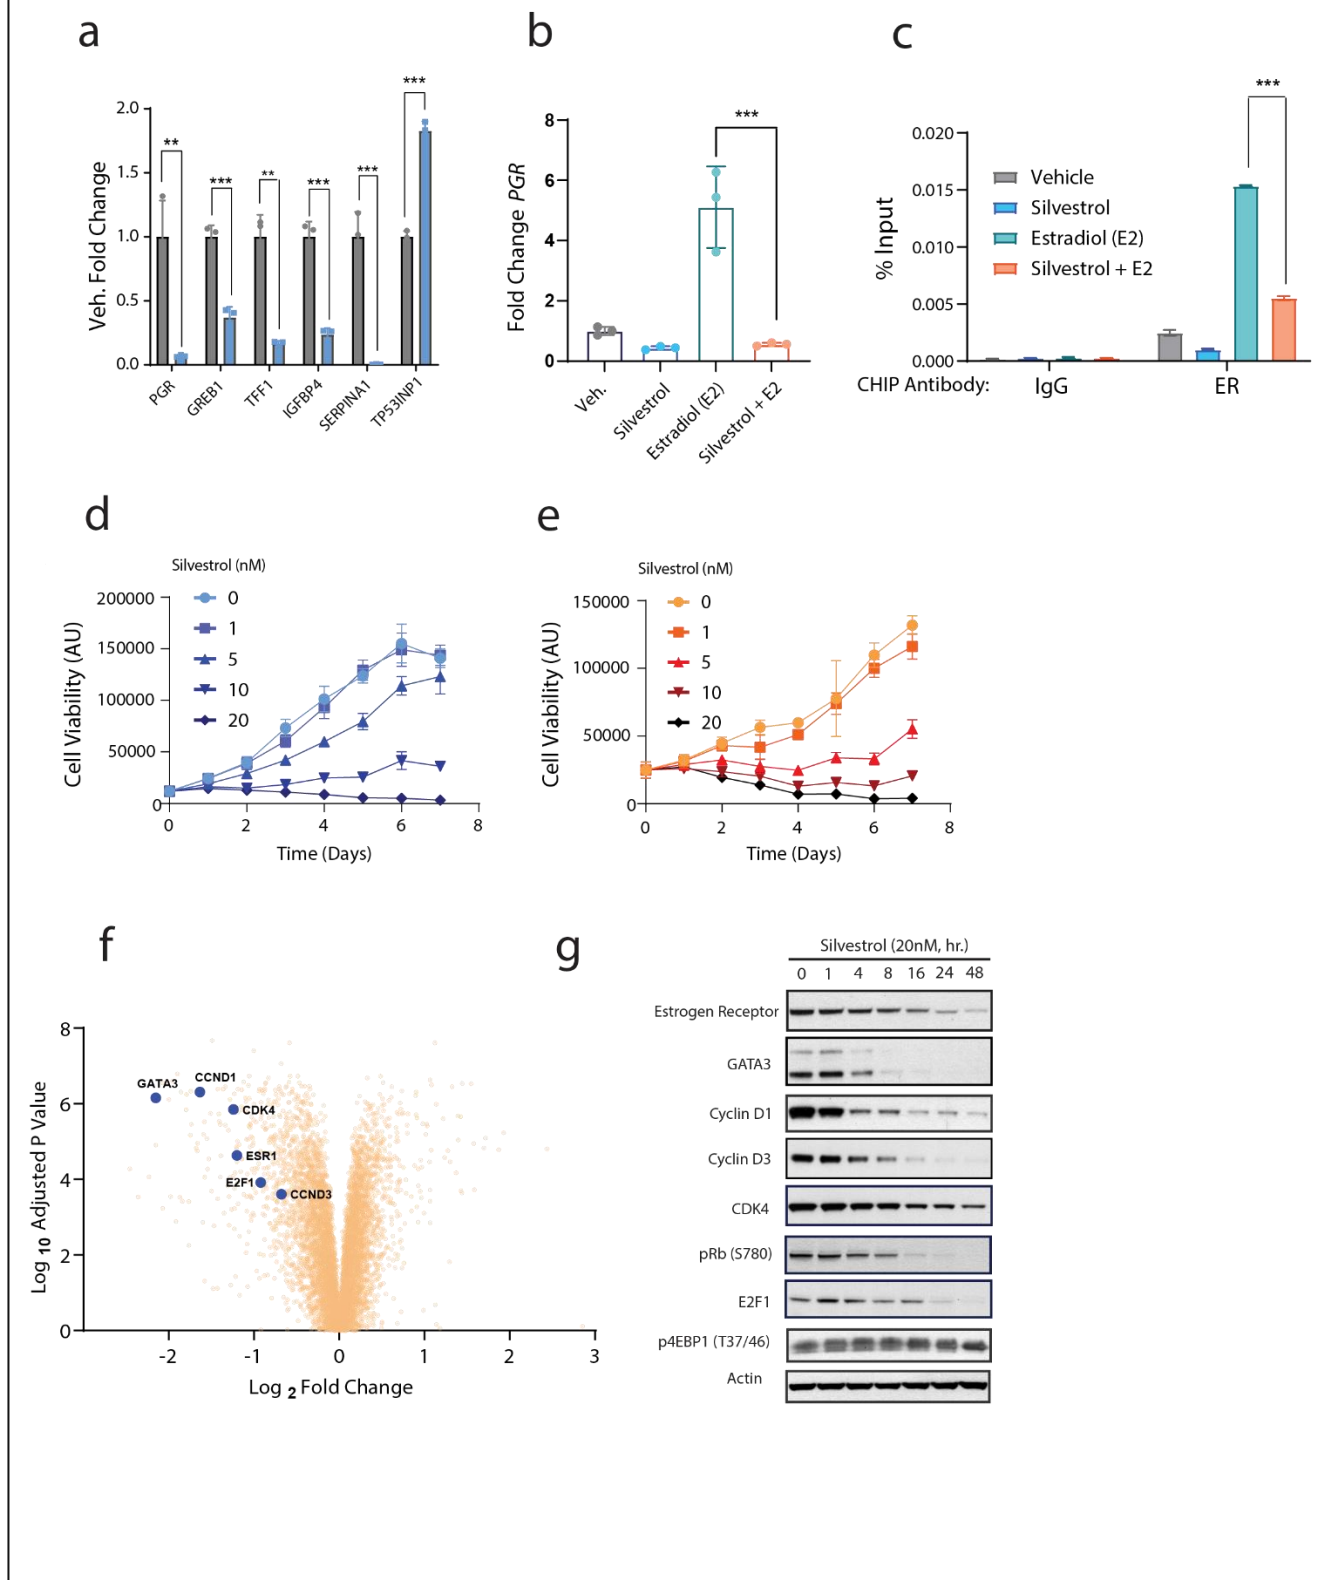 a
b
c
2.0
1.5
1.0
0.5
0.0
Veh. Fold Change
**
***
**
***
***
***
PGR
GREB1
TFF1
IGFBP4
SERPINA1
TP53INP1
8
6
4
2
0
Fold Change PGR
***
Veh.
Silvestrol
Estradiol (E2)
Silvestrol + E2
0.020
0.015
0.010
0.005
0.000
% Input
***
Vehicle
Silvestrol
Estradiol (E2)
Silvestrol + E2
CHIP Antibody: IgG ER
d
e
Silvestrol (nM)
0
1
5
10
20
200000
150000
100000
50000
0
Cell Viability (AU)
0 2 4 6 8
Time (Days)
Silvestrol (nM)
0
1
5
10
20
150000
100000
50000
0
Cell Viability (AU)
0 2 4 6 8
Time (Days)
f
g
8
6
4
2
0
Log 10 Adjusted P Value
GATA3
CCND1
CDK4
ESR1
E2F1
CCND3
-2 -1 0 1 2 3
Log 2 Fold Change
Silvestrol (20nM, hr.)
0 1 4 8 16 24 48
Estrogen Receptor
GATA3
Cyclin D1
Cyclin D3
CDK4
pRb (S780)
E2F1
p4EBP1 (T37/46)
Actin